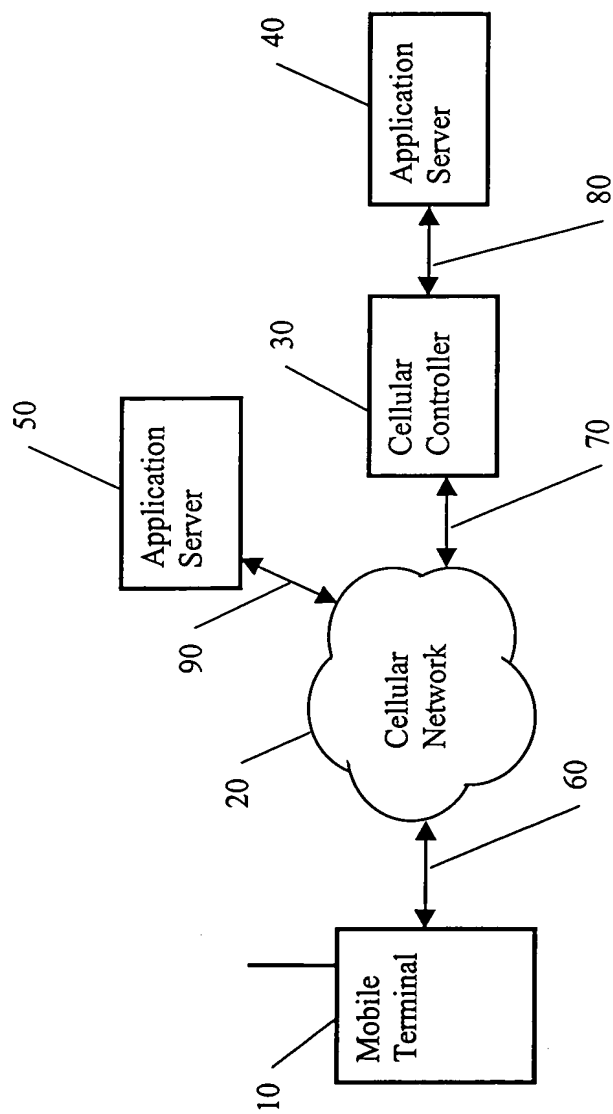 50
Application
Server
90
20
Cellular
Network
10
Mobile
Terminal
60
30
Cellular
Controller
70
40
Application
Server
80